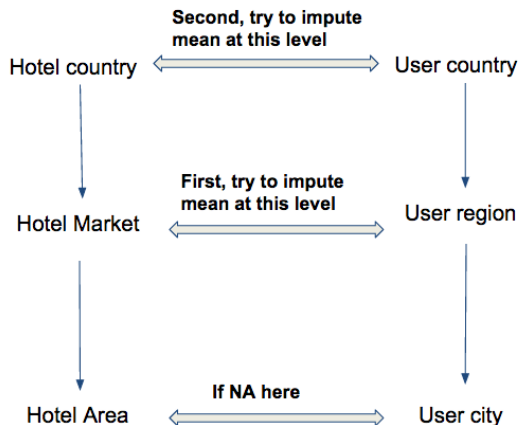 Second, try to impute
mean at this level
Hotel country
User country
First, try to impute
mean at this level
Hotel Market
User region
If NA here
Hotel Area
User city